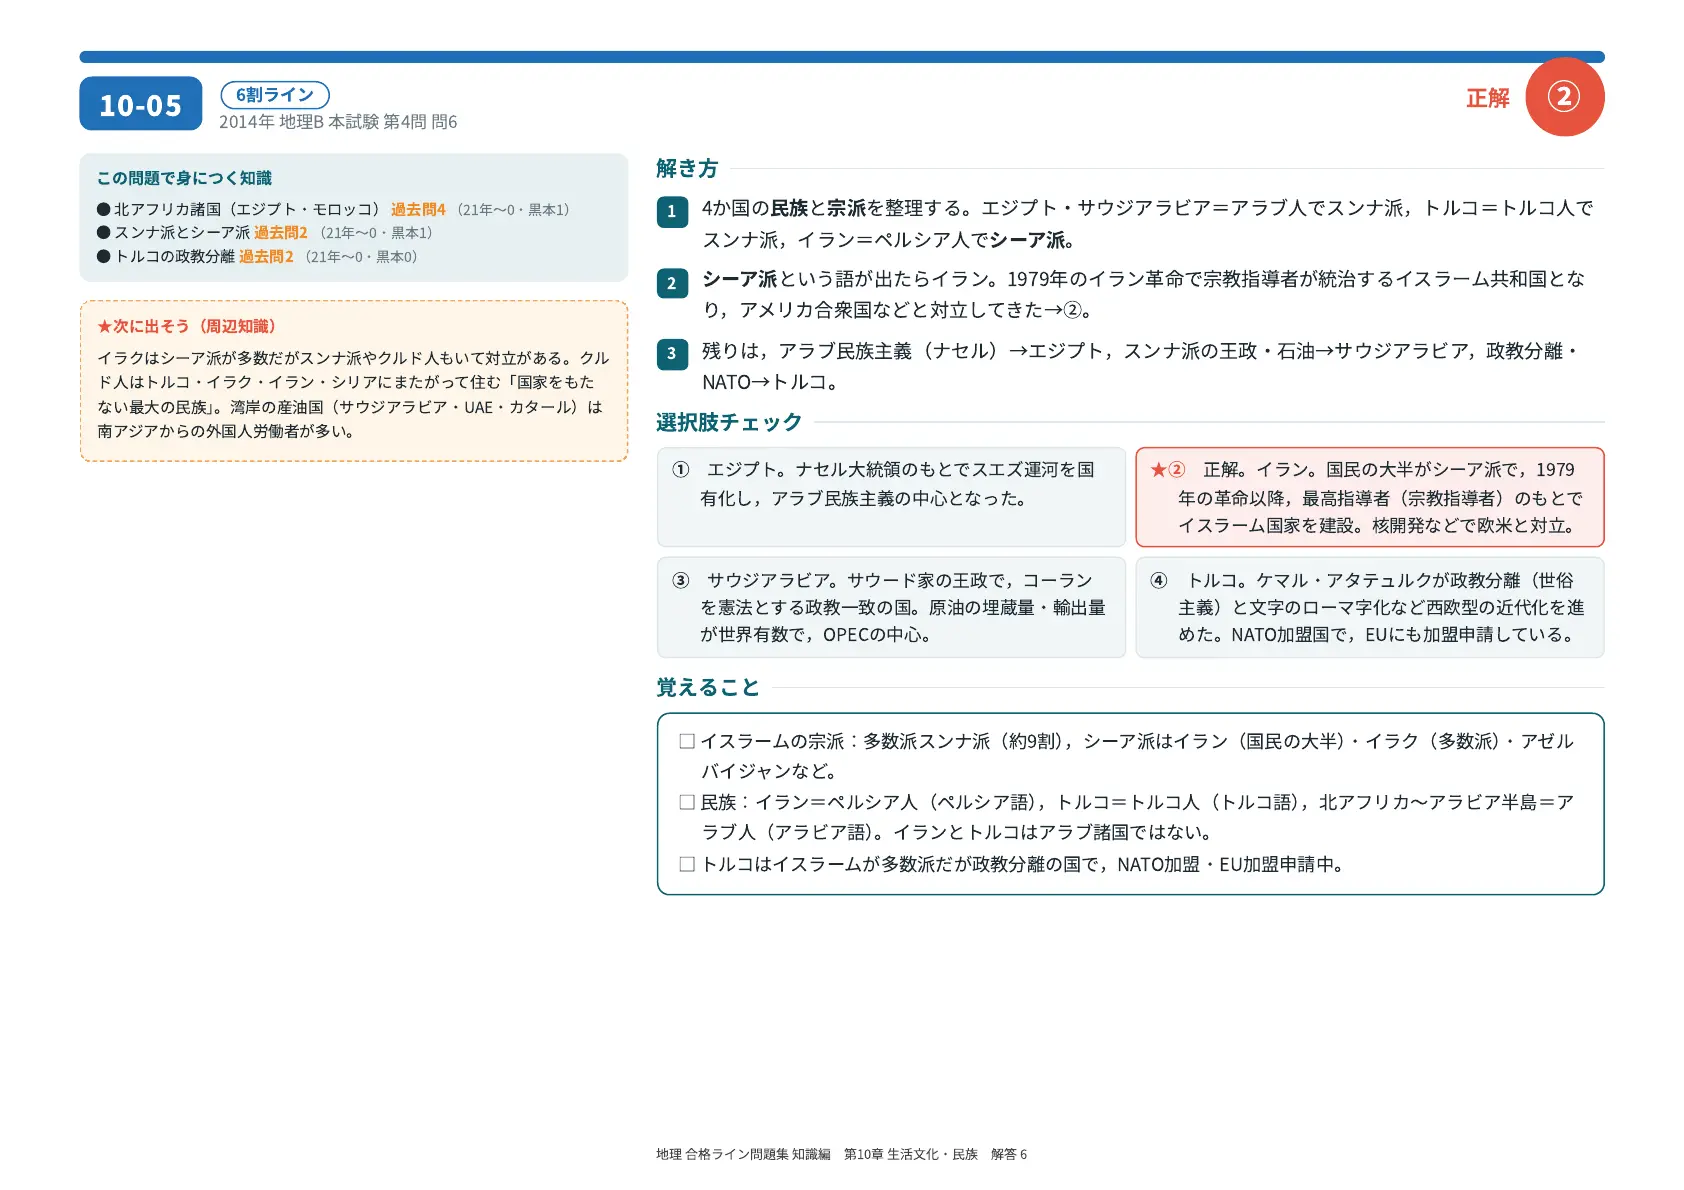 10-05
6割ライン
2014年 地理B 本試験 第4問 問6
正解 ②
この問題で身につく知識
●北アフリカ諸国（エジプト・モロッコ） 過去問4（21年〜0・黒本1）
●スンナ派とシーア派 過去問2（21年〜0・黒本1）
●トルコの政教分離 過去問2（21年〜0・黒本0）
★次に出そう（周辺知識）
イラクはシーア派が多数だがスンナ派やクルド人もいて対立がある。クル
ド人はトルコ・イラク・イラン・シリアにまたがって住む「国家をもた
ない最大の民族」。湾岸の産油国（サウジアラビア・UAE・カタール）は
南アジアからの外国人労働者が多い。
解き方
1 4か国の民族と宗派を整理する。エジプト・サウジアラビア＝アラブ人でスンナ派，トルコ＝トルコ人で
スンナ派，イラン＝ペルシア人でシーア派。
2 シーア派という語が出たらイラン。1979年のイラン革命で宗教指導者が統治するイスラーム共和国とな
り，アメリカ合衆国などと対立してきた→②。
3 残りは，アラブ民族主義（ナセル）→エジプト，スンナ派の王政・石油→サウジアラビア，政教分離・
NATO→トルコ。
選択肢チェック
① エジプト。ナセル大統領のもとでスエズ運河を国
有化し，アラブ民族主義の中心となった。
★② 正解。イラン。国民の大半がシーア派で，1979
年の革命以降，最高指導者（宗教指導者）のもとで
イスラーム国家を建設。核開発などで欧米と対立。
③ サウジアラビア。サウード家の王政で，コーラン
を憲法とする政教一致の国。原油の埋蔵量・輸出量
が世界有数で，OPECの中心。
④ トルコ。ケマル・アタテュルクが政教分離（世俗
主義）と文字のローマ字化など西欧型の近代化を進
めた。NATO加盟国で，EUにも加盟申請している。
覚えること
□ イスラームの宗派：多数派スンナ派（約9割），シーア派はイラン（国民の大半）・イラク（多数派）・アゼル
バイジャンなど。
□ 民族：イラン＝ペルシア人（ペルシア語），トルコ＝トルコ人（トルコ語），北アフリカ〜アラビア半島＝ア
ラブ人（アラビア語）。イランとトルコはアラブ諸国ではない。
□ トルコはイスラームが多数派だが政教分離の国で，NATO加盟・EU加盟申請中。
地理 合格ライン問題集 知識編 第10章 生活文化・民族 解答 6